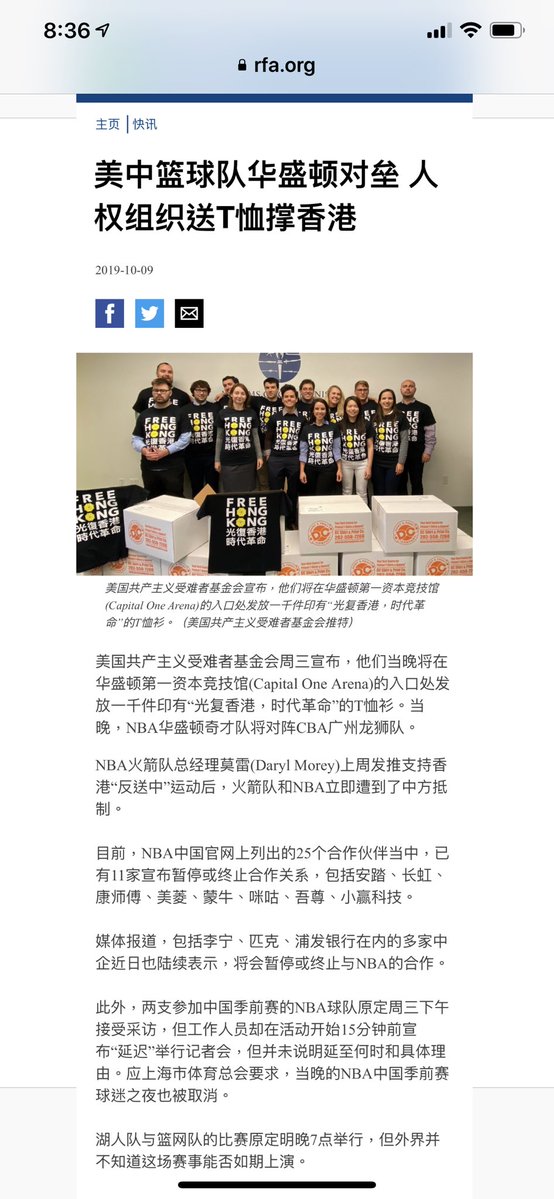 8:36
rfa.org
主页 | 快讯
美中篮球队华盛顿对垒 人
权组织送T恤撑香港
2019-10-09
FREE
HONG
KONG
光復香港
時代革命
FREE
HONG
KONG
光復香港
時代革命
美国共产主义受难者基金会宣布，他们将在华盛顿第一资本竞技馆
(Capital One Arena)的入口处发放一千件印有“光复香港，时代革
命”的T恤衫。（美国共产主义受难者基金会推特）
美国共产主义受难者基金会周三宣布，他们当晚将在
华盛顿第一资本竞技馆(Capital One Arena)的入口处发
放一千件印有“光复香港，时代革命”的T恤衫。当
晚，NBA华盛顿奇才队将对阵CBA广州龙狮队。
NBA火箭队总经理莫雷(Daryl Morey)上周发推支持香
港“反送中”运动后，火箭队和NBA立即遭到了中方抵
制。
目前，NBA中国官网上列出的25个合作伙伴当中，已
有11家宣布暂停或终止合作关系，包括安踏、长虹、
康师傅、美菱、蒙牛、咪咕、吾尊、小赢科技。
媒体报道，包括李宁、匹克、浦发银行在内的多家中
企近日也陆续表示，将会暂停或终止与NBA的合作。
此外，两支参加中国季前赛的NBA球队原定周三下午
接受采访，但工作人员却在活动开始15分钟前宣
布“延迟”举行记者会，但并未说明延至何时和具体理
由。应上海市体育总会要求，当晚的NBA中国季前赛
球迷之夜也被取消。
湖人队与篮网队的比赛原定明晚7点举行，但外界并
不知道这场赛事能否如期上演。